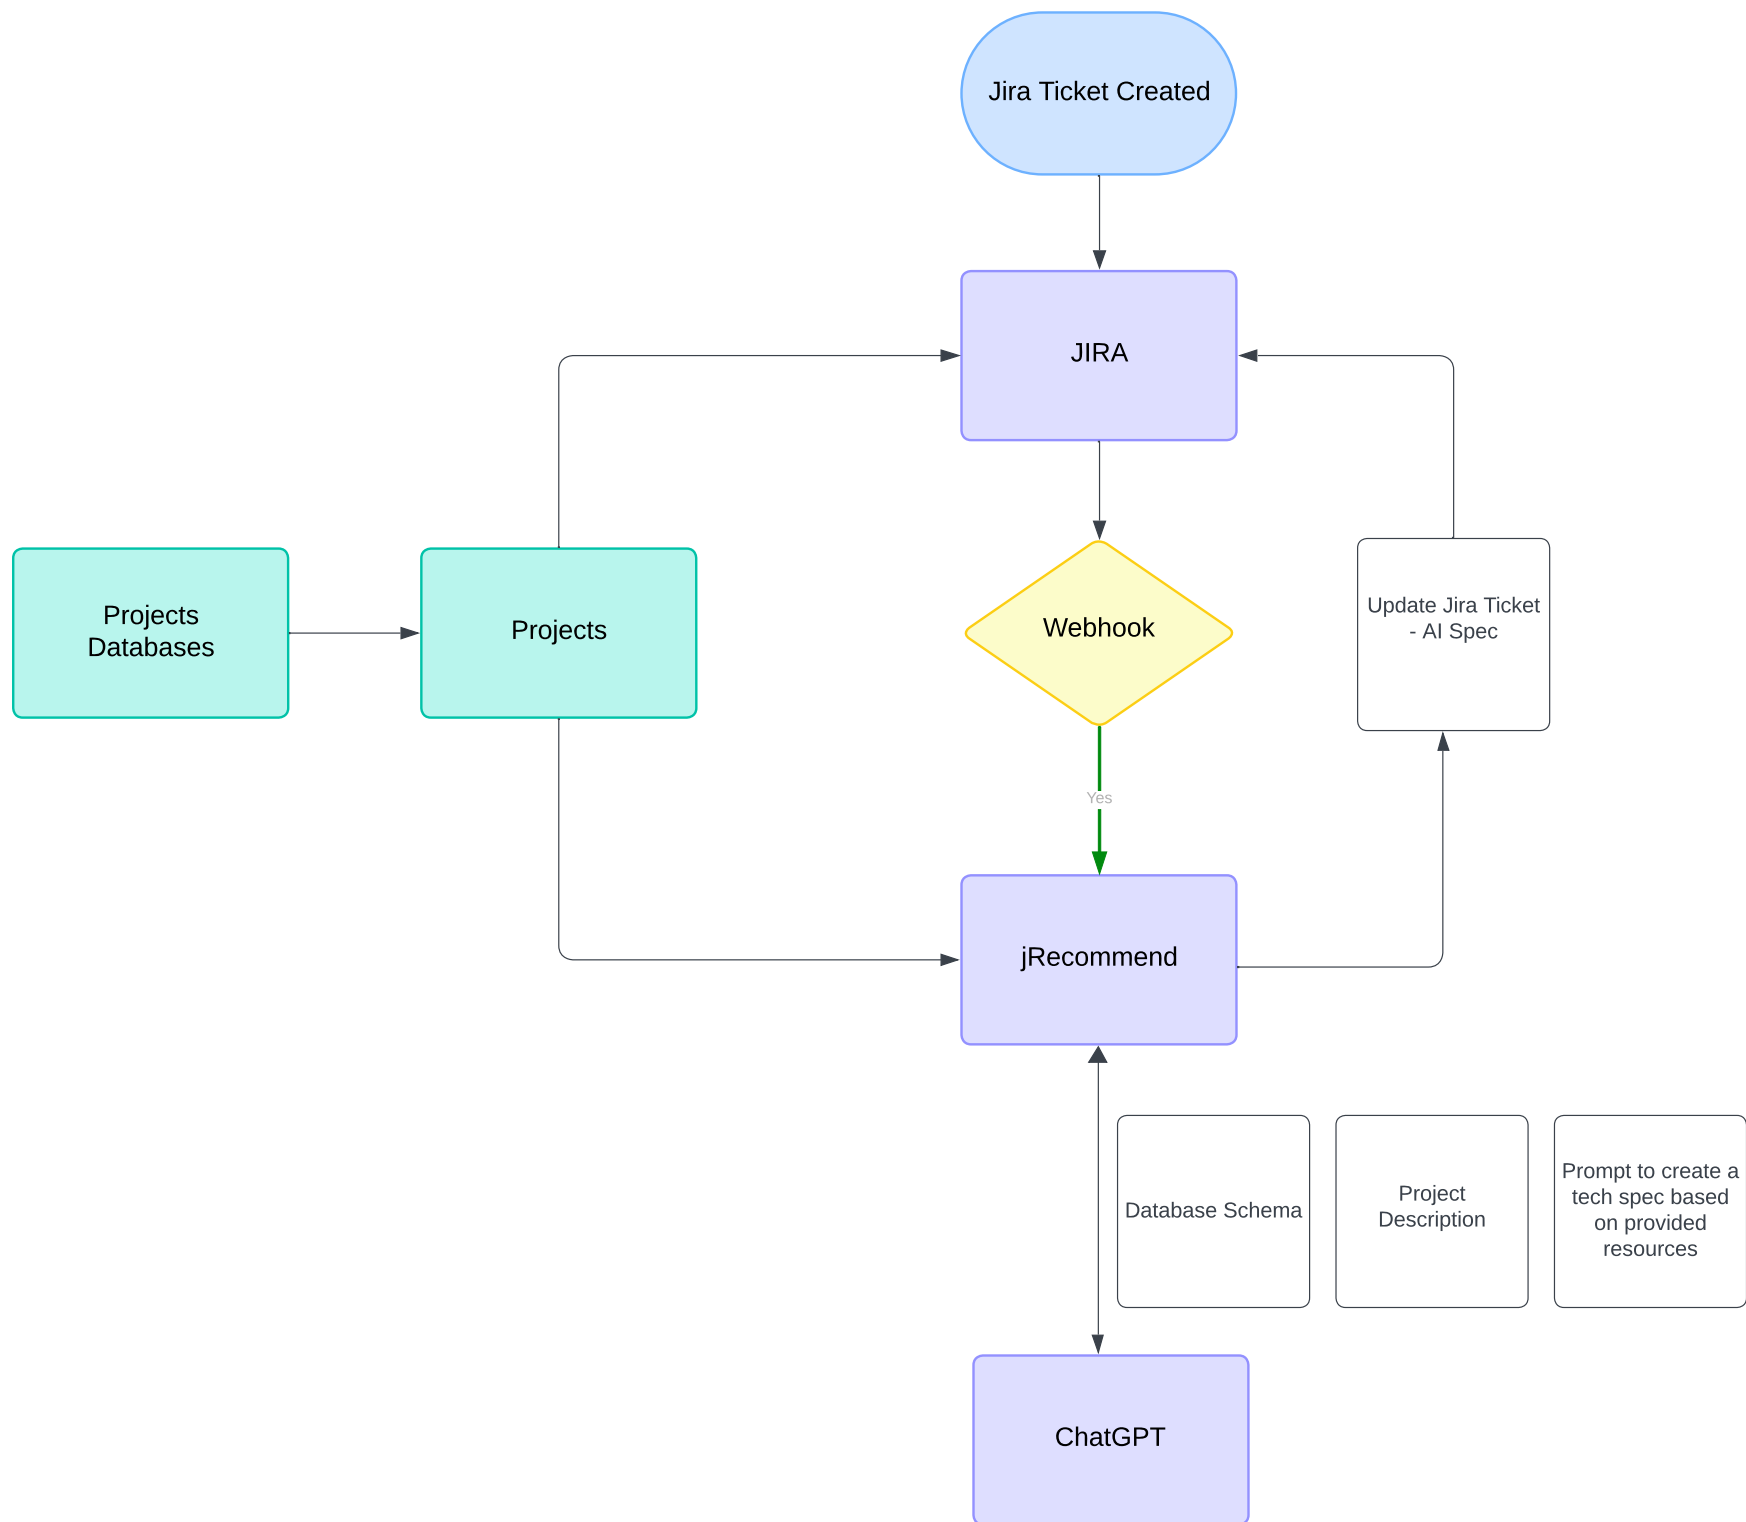 Jira Ticket Created
JIRA
Projects
Databases
Projects
Webhook
Update Jira Ticket
- AI Spec
Yes
jRecommend
Database Schema
Project
Description
Prompt to create a
tech spec based
on provided
resources
ChatGPT